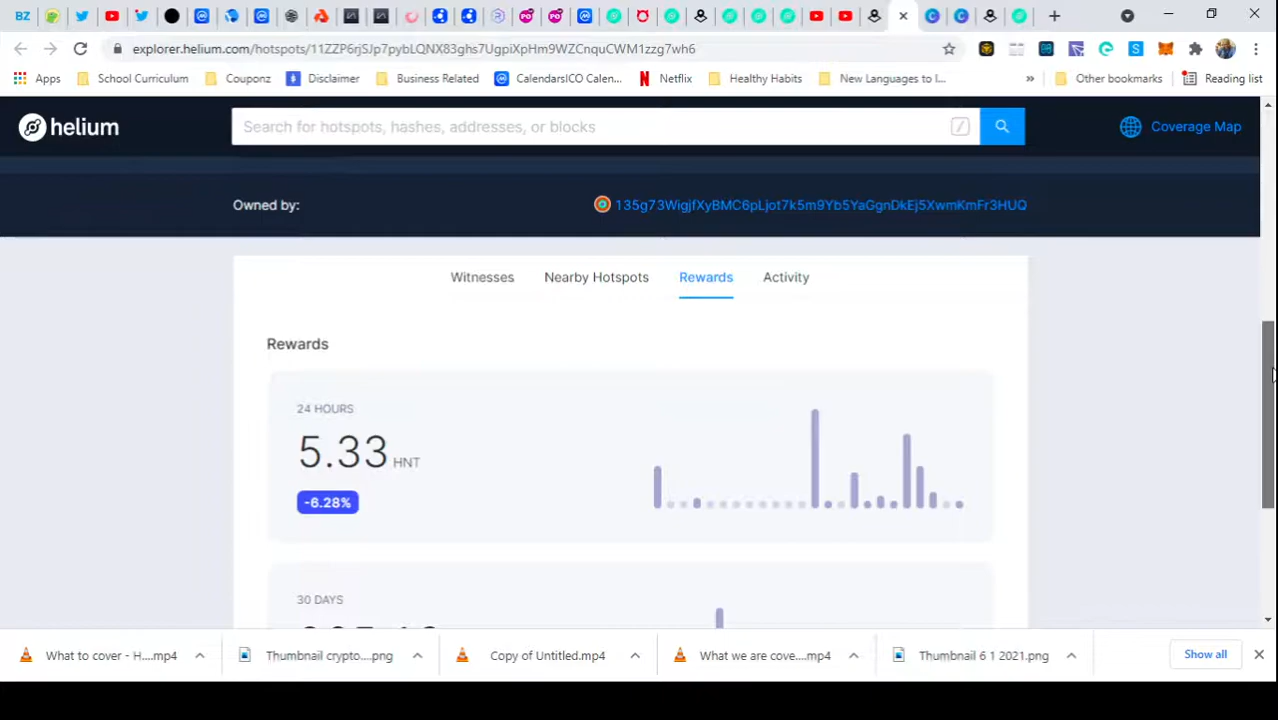 BZ
explorer.helium.com/hotspots/11ZZP6rjSJp7pybLQNX83ghs7UgpiXpHm9WZCnquCWM1zzg7wh6
Apps School Curriculum Couponz Disclaimer Business Related CalendarsICO Calen... Netflix Healthy Habits New Languages to l... » Other bookmarks Reading list
helium Search for hotspots, hashes, addresses, or blocks / Coverage Map
Owned by: 135g73WigjfXyBMC6pLjot7k5m9Yb5YaGgnDkEj5XwmKmFr3HUQ
Witnesses Nearby Hotspots Rewards Activity
Rewards
24 HOURS
5.33 HNT
-6.28%
30 DAYS
What to cover - H....mp4 Thumbnail crypto....png Copy of Untitled.mp4 What we are cove....mp4 Thumbnail 6 1 2021.png Show all